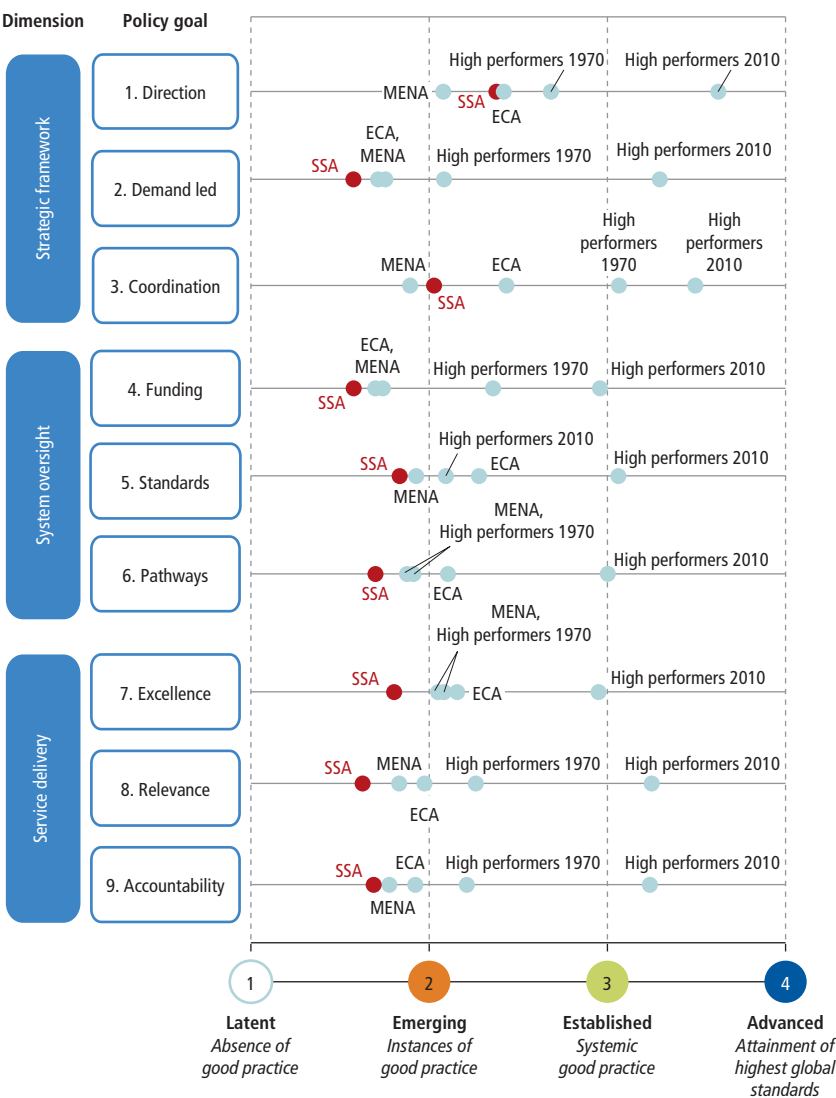 Dimension
Policy goal
Strategic framework
1. Direction
MENA
SSA
ECA
High performers 1970
High performers 2010
2. Demand led
SSA
ECA,
MENA
High performers 1970
High performers 2010
3. Coordination
MENA
SSA
ECA
High
performers
1970
High
performers
2010
System oversight
4. Funding
SSA
ECA,
MENA
High performers 1970
High performers 2010
5. Standards
SSA
MENA
High performers 2010
ECA
High performers 2010
6. Pathways
SSA
MENA,
High performers 1970
ECA
High performers 2010
Service delivery
7. Excellence
SSA
MENA,
High performers 1970
ECA
High performers 2010
8. Relevance
SSA
MENA
ECA
High performers 1970
High performers 2010
9. Accountability
SSA
MENA
ECA
High performers 1970
High performers 2010
1
2
3
4
Latent
Absence of
good practice
Emerging
Instances of
good practice
Established
Systemic
good practice
Advanced
Attainment of
highest global
standards